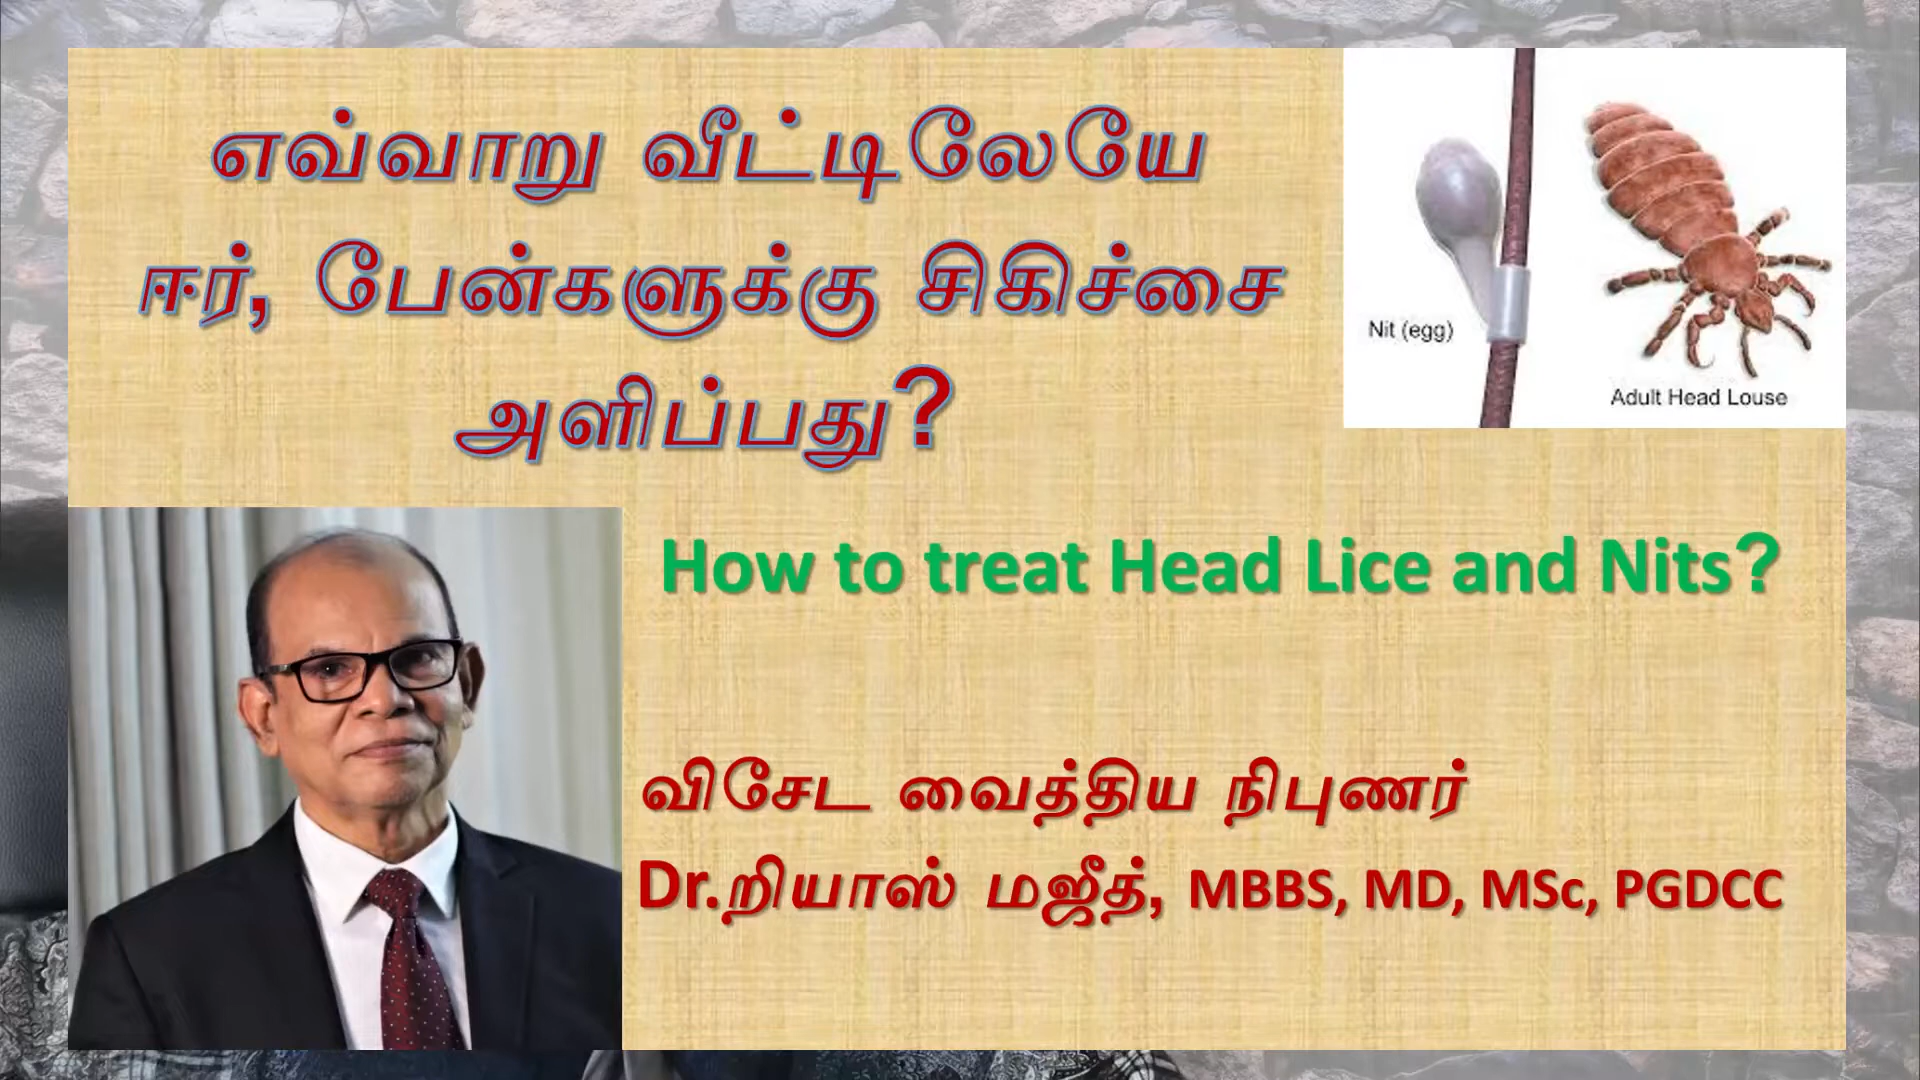 எவ்வாறு வீட்டிலேயே
ஈர், பேன்களுக்கு சிகிச்சை
அளிப்பது?
Nit (egg)
Adult Head Louse
How to treat Head Lice and Nits?
விசேட வைத்திய நிபுணர்
Dr.றியாஸ் மஜீத், MBBS, MD, MSc, PGDCC